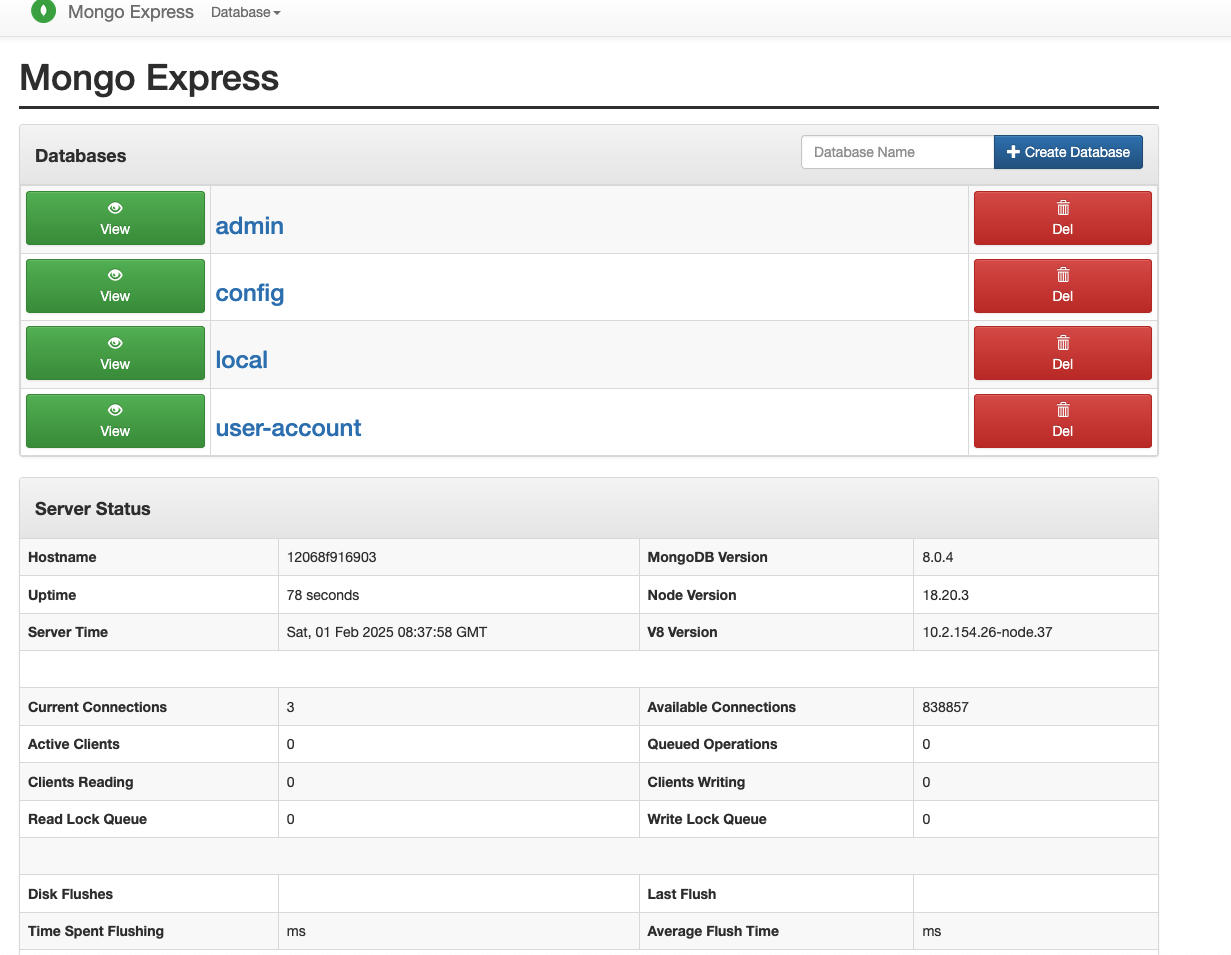 Mongo Express Database
Mongo Express
Databases Database Name Create Database
View admin Del
View config Del
View local Del
View user-account Del
Server Status
Hostname 12068f916903 MongoDB Version 8.0.4
Uptime 78 seconds Node Version 18.20.3
Server Time Sat, 01 Feb 2025 08:37:58 GMT V8 Version 10.2.154.26-node.37
Current Connections 3 Available Connections 838857
Active Clients 0 Queued Operations 0
Clients Reading 0 Clients Writing 0
Read Lock Queue 0 Write Lock Queue 0
Disk Flushes Last Flush
Time Spent Flushing ms Average Flush Time ms